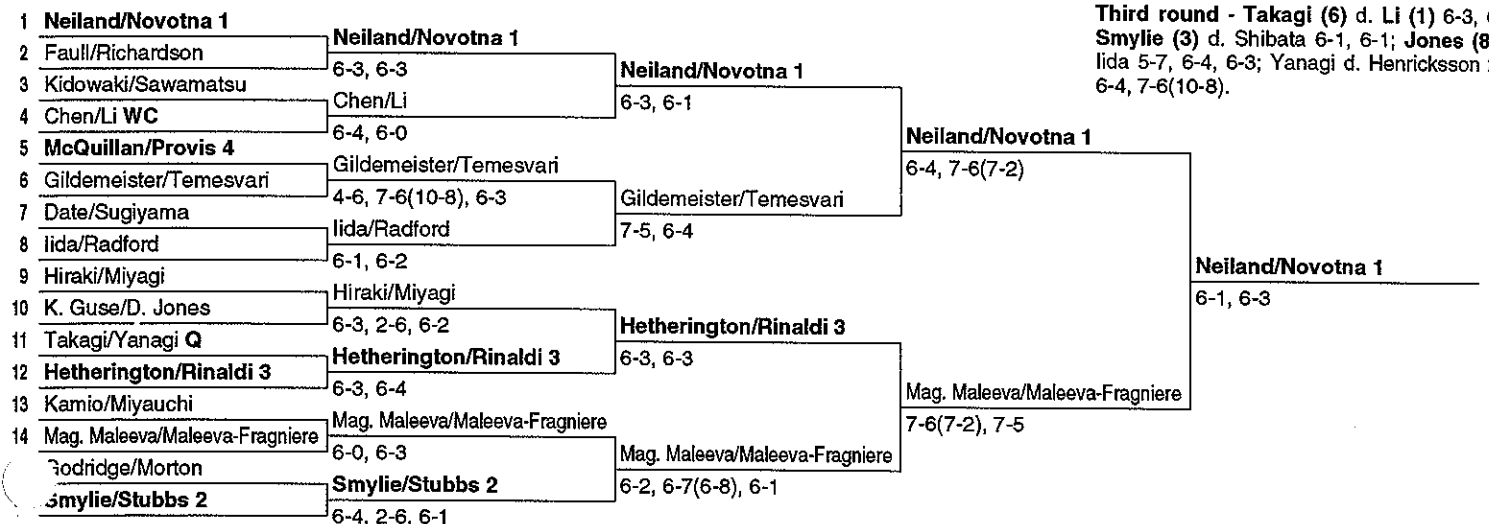 1 Neiland/Novotna 1
2 Faull/Richardson
3 Kidowaki/Sawamatsu
4 Chen/Li WC
5 McQuillan/Provis 4
6 Gildemeister/Temesvari
7 Date/Sugiyama
8 Iida/Radford
9 Hiraki/Miyagi
10 K. Guse/D. Jones
11 Takagi/Yanagi Q
12 Hetherington/Rinaldi 3
13 Kamio/Miyauchi
14 Mag. Maleeva/Maleeva-Fragniere
Godridge/Morton
Smylie/Stubbs 2
Neiland/Novotna 1
6-3, 6-3
Chen/Li
6-4, 6-0
Gildemeister/Temesvari
4-6, 7-6(10-8), 6-3
Iida/Radford
6-1, 6-2
Hiraki/Miyagi
6-3, 2-6, 6-2
Hetherington/Rinaldi 3
6-3, 6-4
Mag. Maleeva/Maleeva-Fragniere
6-0, 6-3
Smylie/Stubbs 2
6-4, 2-6, 6-1
Neiland/Novotna 1
6-3, 6-1
Gildemeister/Temesvari
7-5, 6-4
Hetherington/Rinaldi 3
6-3, 6-3
Mag. Maleeva/Maleeva-Fragniere
6-2, 6-7(6-8), 6-1
Neiland/Novotna 1
6-4, 7-6(7-2)
Mag. Maleeva/Maleeva-Fragniere
7-6(7-2), 7-5
Neiland/Novotna 1
6-1, 6-3
Third round - Takagi (6) d. Li (1) 6-3,
Smylie (3) d. Shibata 6-1, 6-1; Jones (8
Iida 5-7, 6-4, 6-3; Yanagi d. Henricksson
6-4, 7-6(10-8).